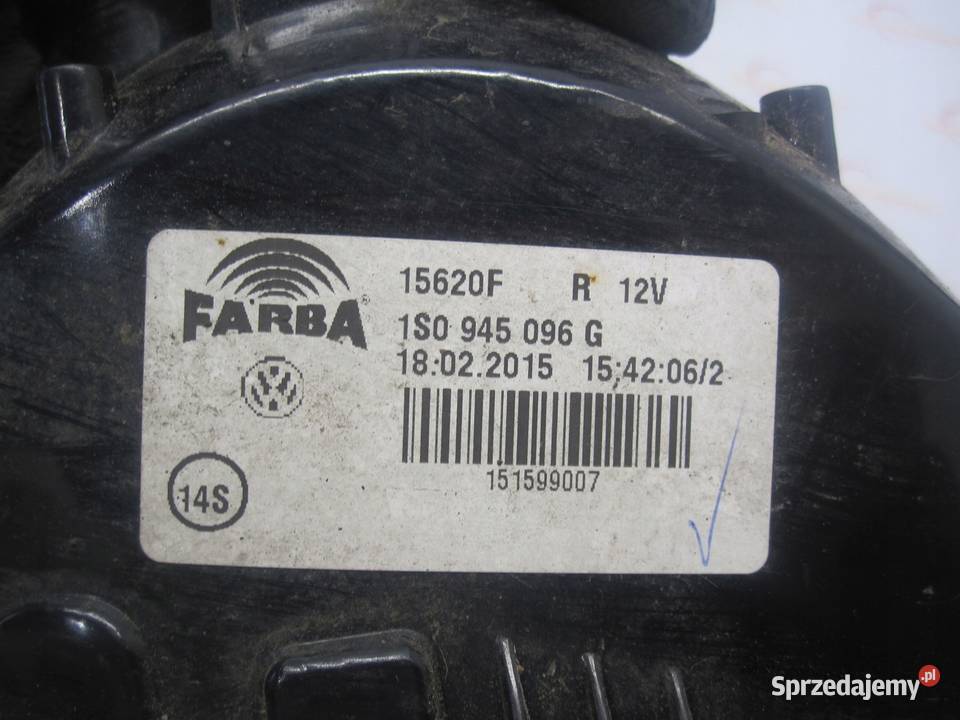 FARBA®
15620F R 12V
1S0 945 096 G
18.02.2015 15:42:06/2
151599007
14S
Sprzedajemy.pl